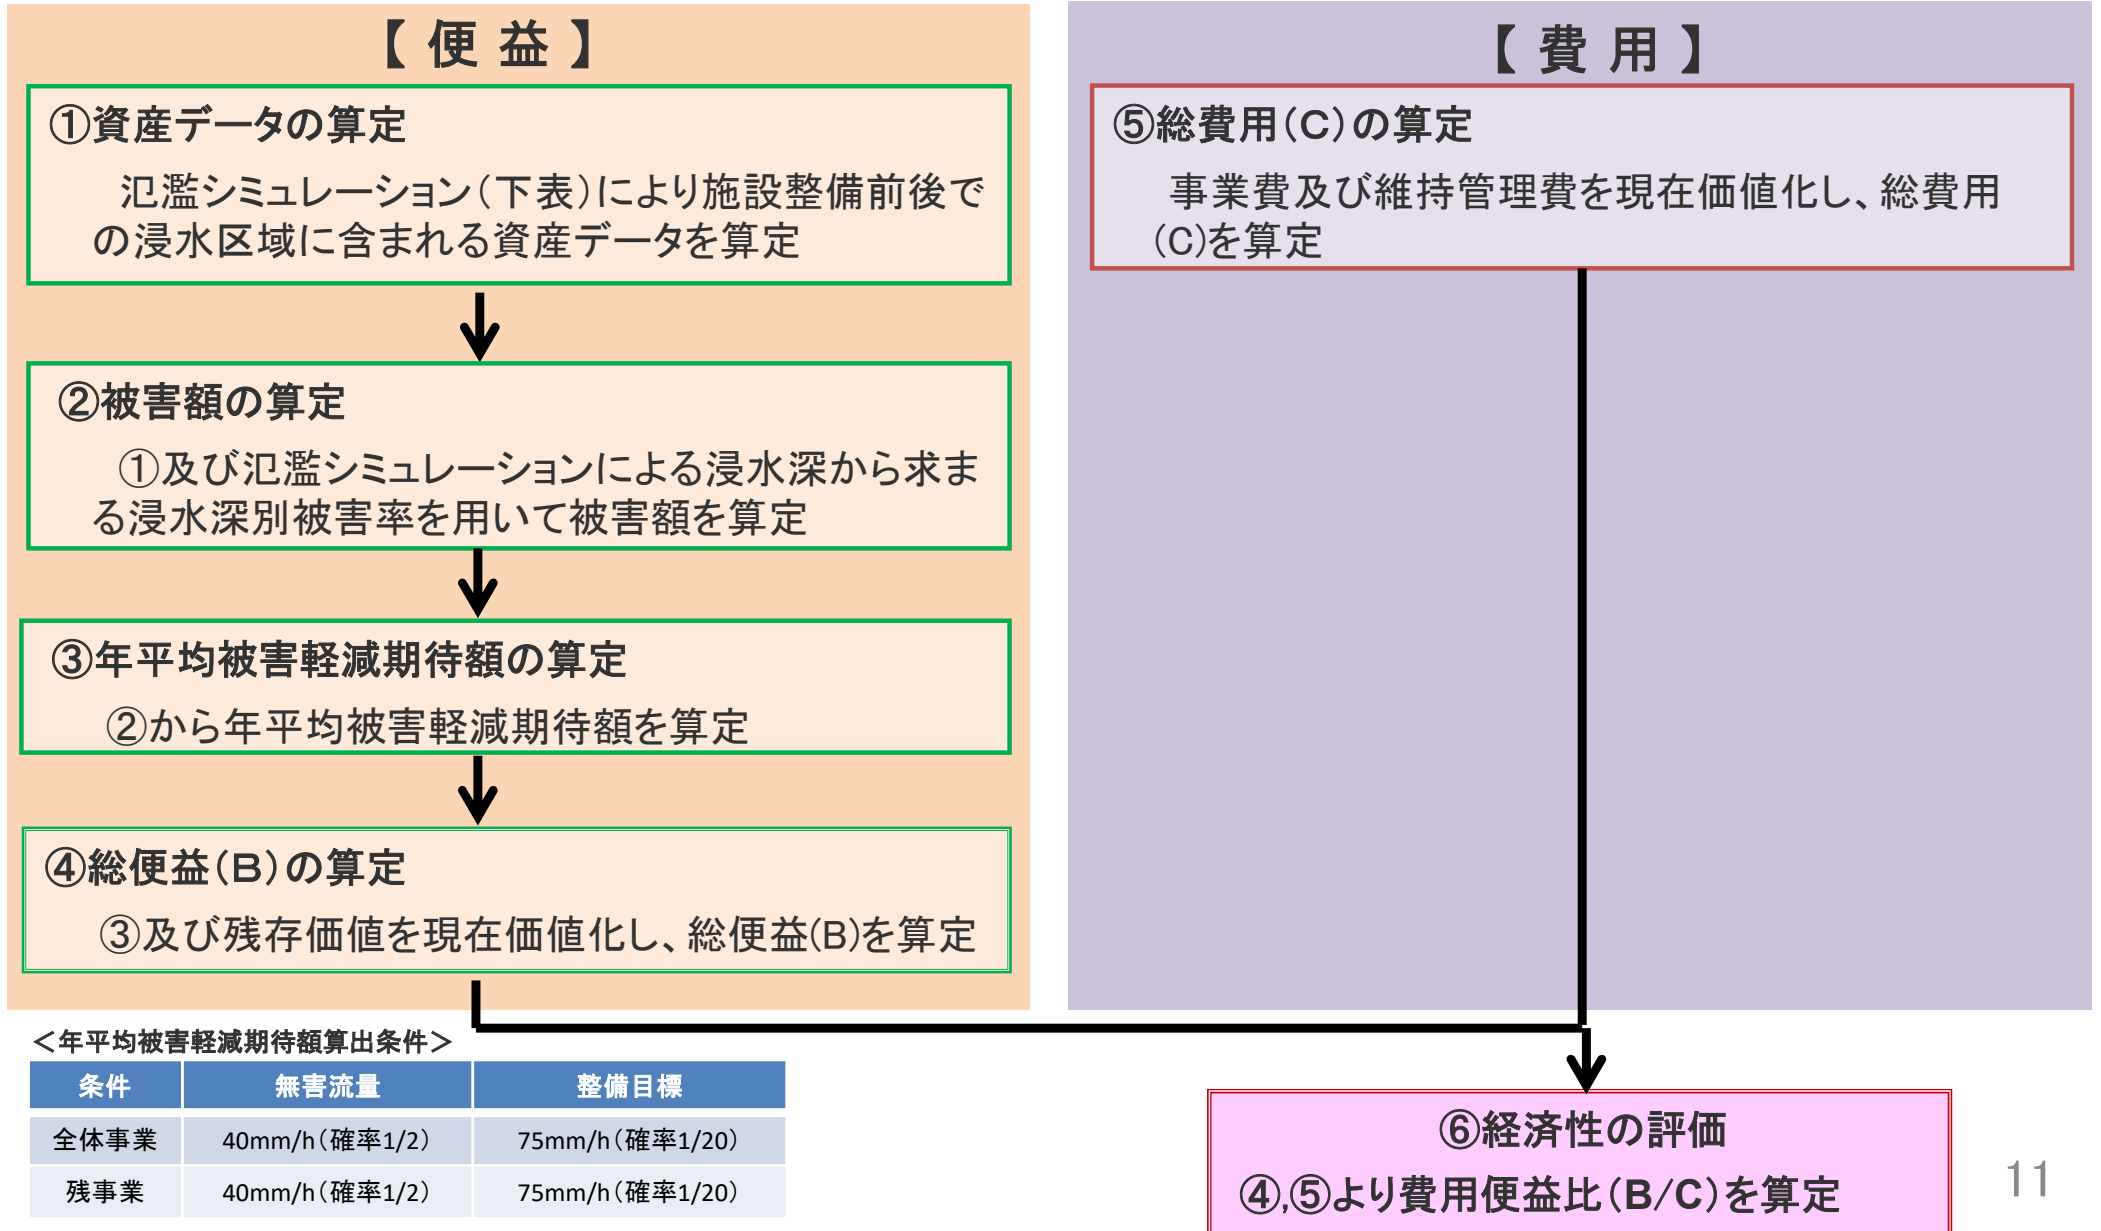 【 便 益 】
①資産データの算定
氾濫シミュレーション（下表）により施設整備前後で
の浸水区域に含まれる資産データを算定
②被害額の算定
①及び氾濫シミュレーションによる浸水深から求ま
る浸水深別被害率を用いて被害額を算定
③年平均被害軽減期待額の算定
②から年平均被害軽減期待額を算定
④総便益（B）の算定
③及び残存価値を現在価値化し、総便益(B)を算定
【 費 用 】
⑤総費用（C）の算定
事業費及び維持管理費を現在価値化し、総費用
(C)を算定
＜年平均被害軽減期待額算出条件＞
条件 無害流量 整備目標
全体事業 40mm/h（確率1/2） 75mm/h（確率1/20）
残事業 40mm/h（確率1/2） 75mm/h（確率1/20）
⑥経済性の評価
④,⑤より費用便益比（B/C）を算定
11